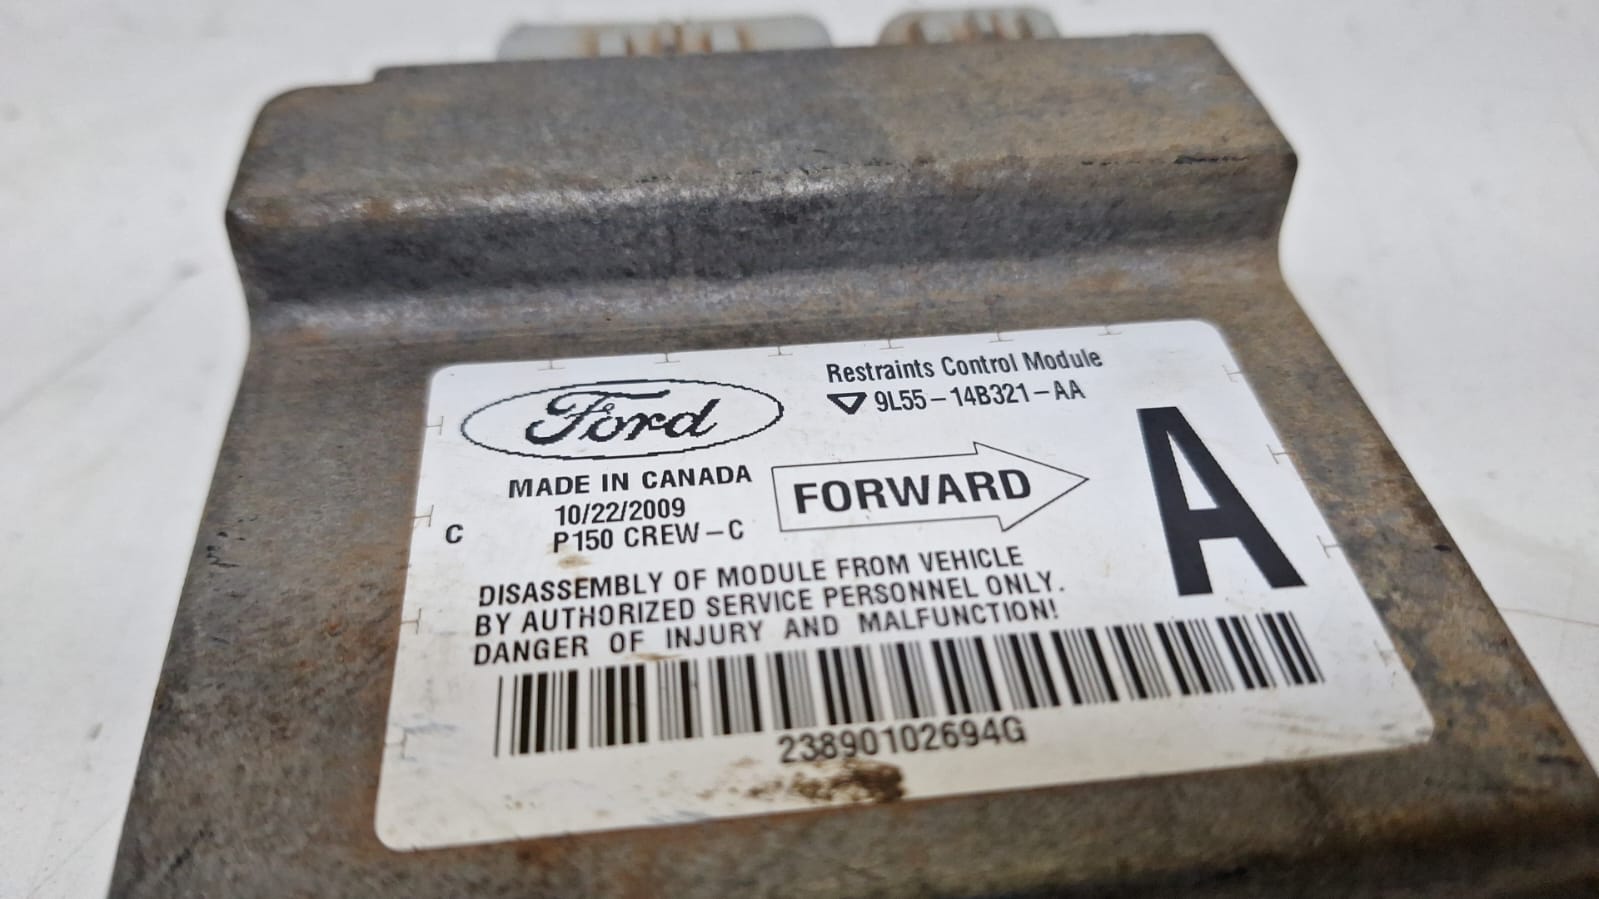 Restraints Control Module
9L55-14B321-AA
Ford
A
MADE IN CANADA
FORWARD
10/22/2009
C P150 CREW-C
DISASSEMBLY OF MODULE FROM VEHICLE
BY AUTHORIZED SERVICE PERSONNEL ONLY.
DANGER OF INJURY AND MALFUNCTION!
23890102694G